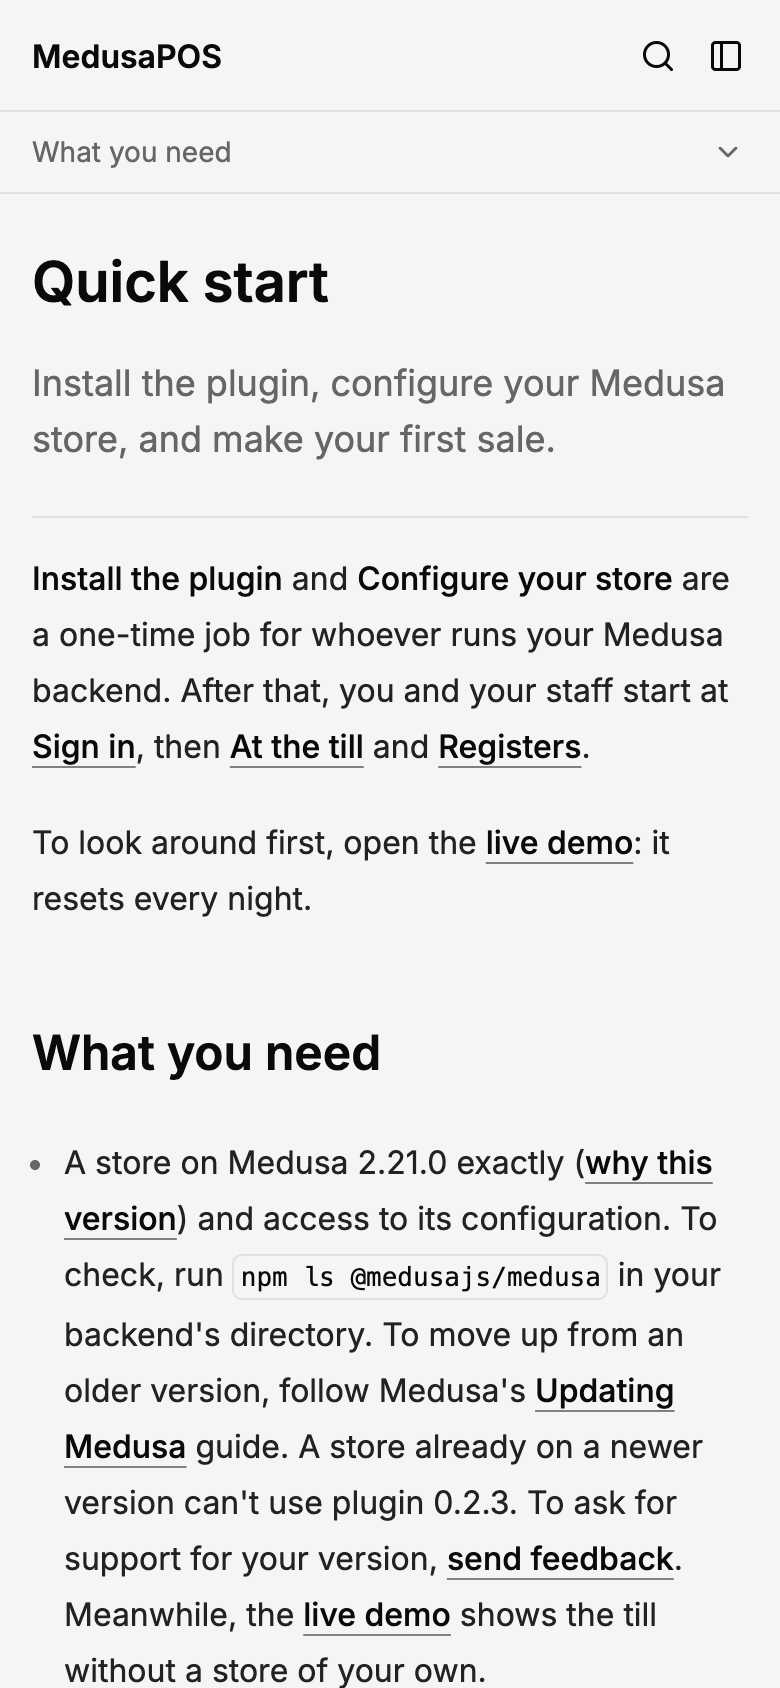 MedusaPOS
What you need
Quick start
Install the plugin, configure your Medusa
store, and make your first sale.
Install the plugin and Configure your store are
a one-time job for whoever runs your Medusa
backend. After that, you and your staff start at
Sign in, then At the till and Registers.
To look around first, open the live demo: it
resets every night.
What you need
• A store on Medusa 2.21.0 exactly (why this
version) and access to its configuration. To
check, run npm ls @medusajs/medusa in your
backend's directory. To move up from an
older version, follow Medusa's Updating
Medusa guide. A store already on a newer
version can't use plugin 0.2.3. To ask for
support for your version, send feedback.
Meanwhile, the live demo shows the till
without a store of your own.